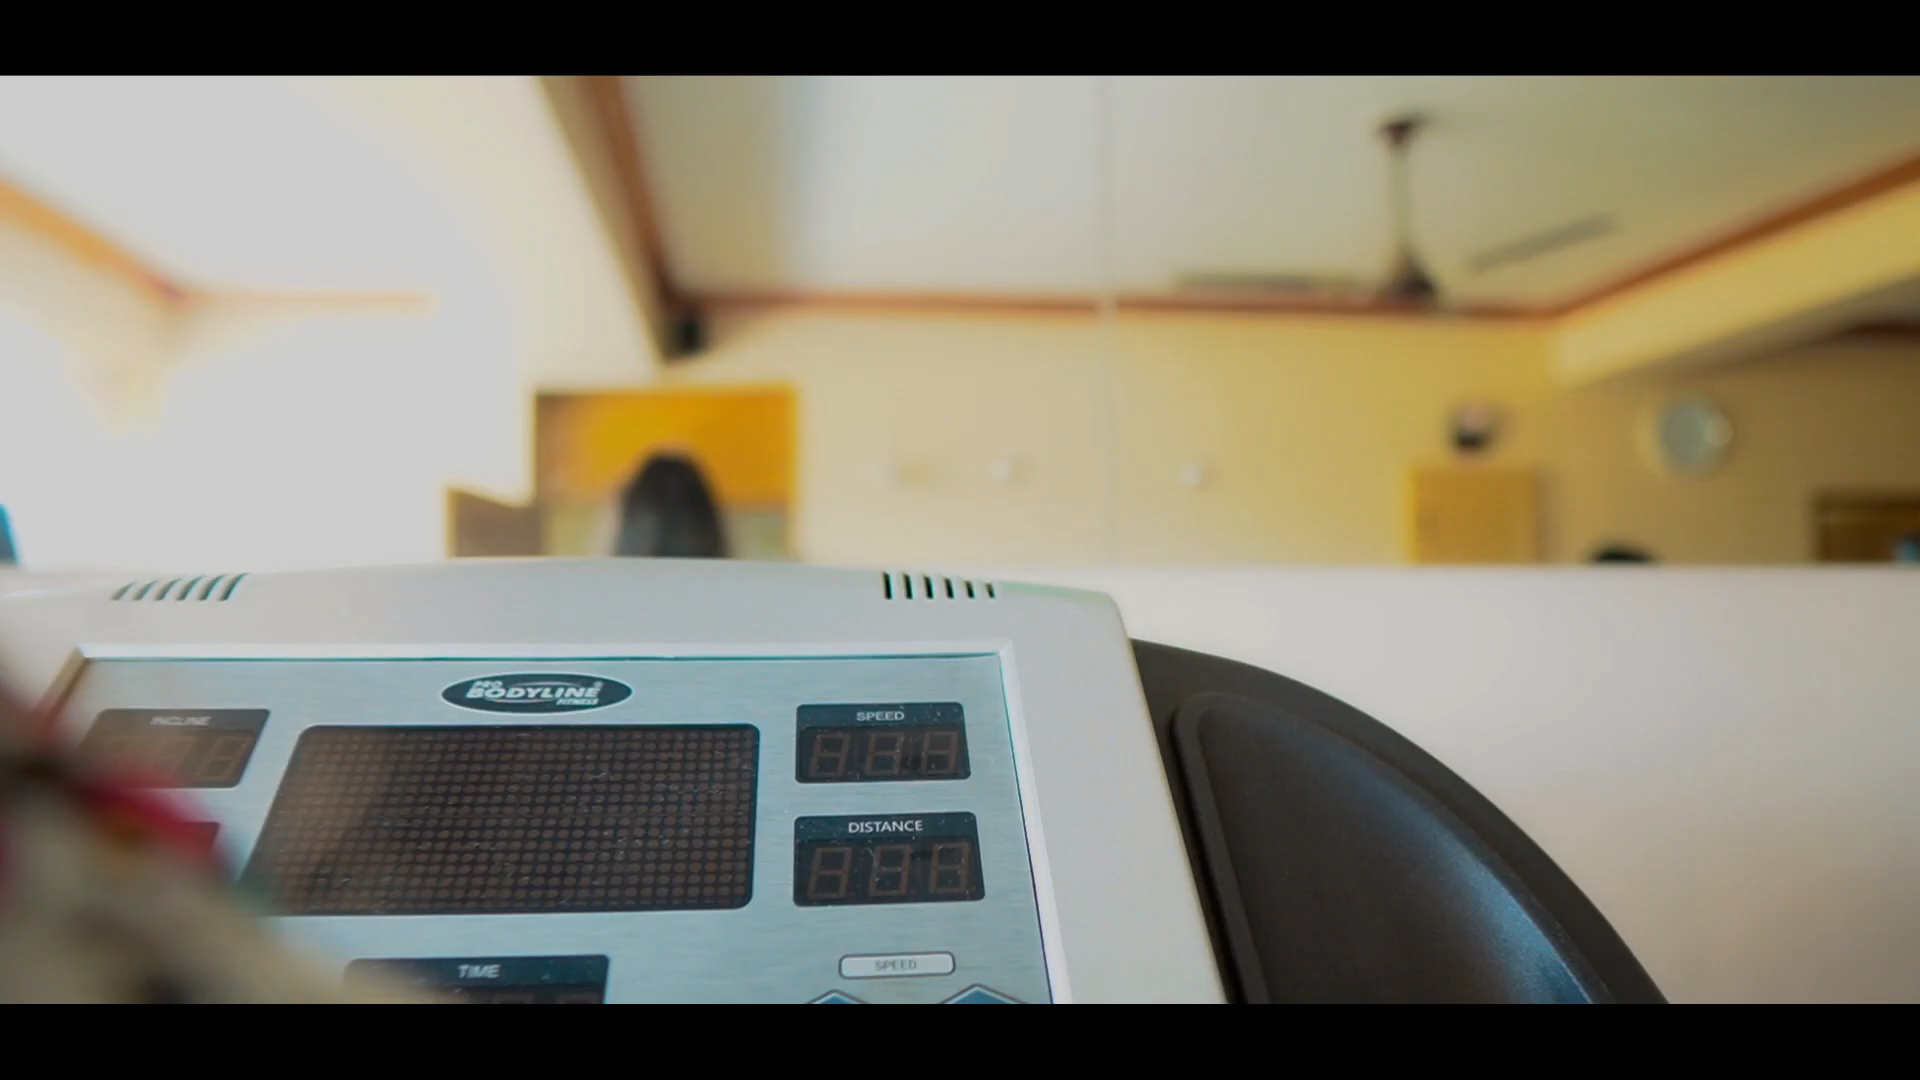 PRO
BODYLINE®
FITNESS
INCLINE
SPEED
DISTANCE
TIME
SPEED